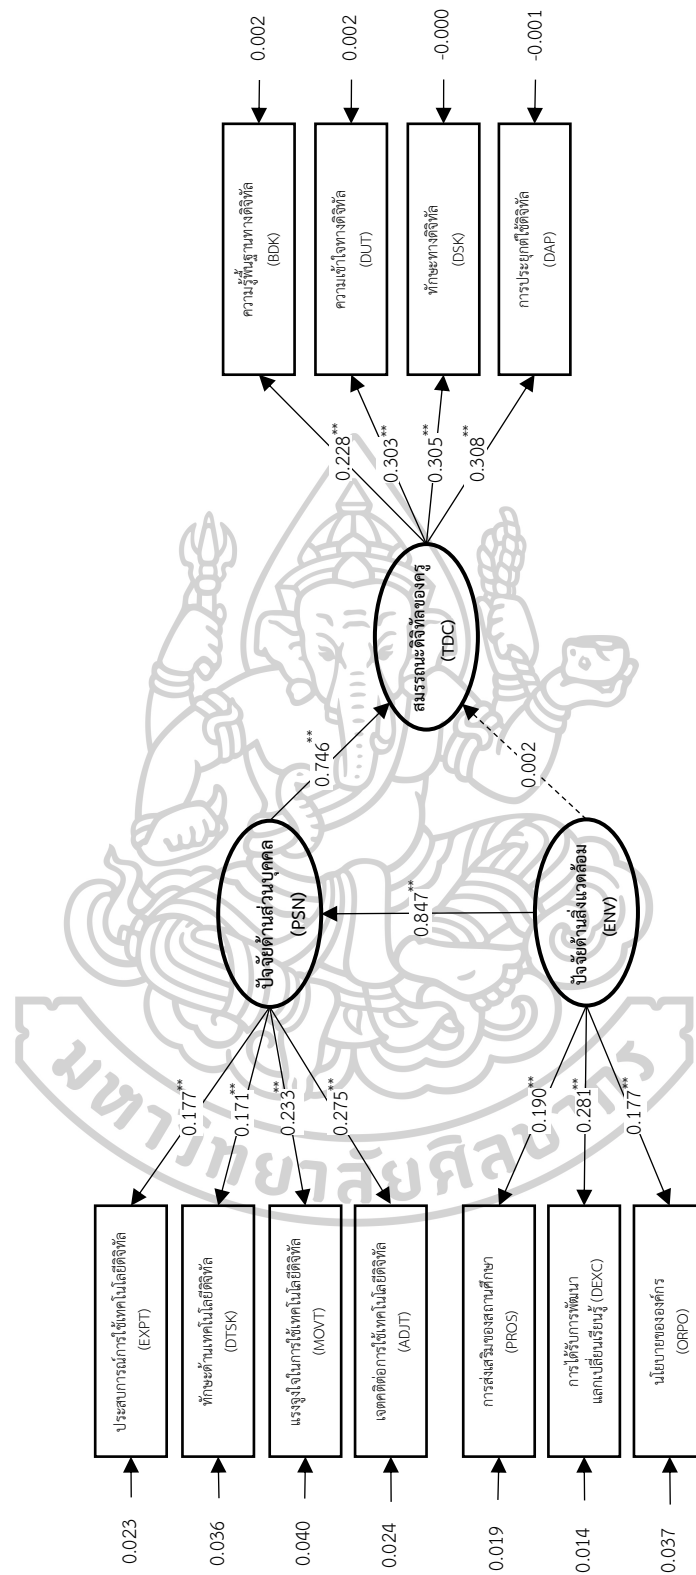 0.023
ประสบการณ์การใช้เทคโนโลยีดิจิทัล
(EXPT)
0.036
ทักษะด้านเทคโนโลยีดิจิทัล
(DTSK)
0.040
แรงจูงใจในการใช้เทคโนโลยีดิจิทัล
(MOVT)
0.024
เจตคติต่อการใช้เทคโนโลยีดิจิทัล
(ADJT)
0.019
การส่งเสริมของสถานศึกษา
(PROS)
0.014
การได้รับการพัฒนา
แลกเปลี่ยนเรียนรู้ (DEXC)
0.037
นโยบายขององค์กร
(ORPO)
0.177**
0.171**
0.233**
0.275**
0.190**
0.281**
0.177**
ปัจจัยด้านส่วนบุคคล
(PSN)
0.847**
ปัจจัยด้านสิ่งแวดล้อม
(ENV)
0.746**
0.002
สมรรถนะดิจิทัลของครู
(TDC)
0.228**
0.303**
0.305**
0.308**
ความรู้พื้นฐานทางดิจิทัล
(BDK)
0.002
ความเข้าใจทางดิจิทัล
(DUT)
0.002
ทักษะทางดิจิทัล
(DSK)
-0.000
การประยุกต์ใช้ดิจิทัล
(DAP)
-0.001
มหาวิทยาลัยศิลปากร